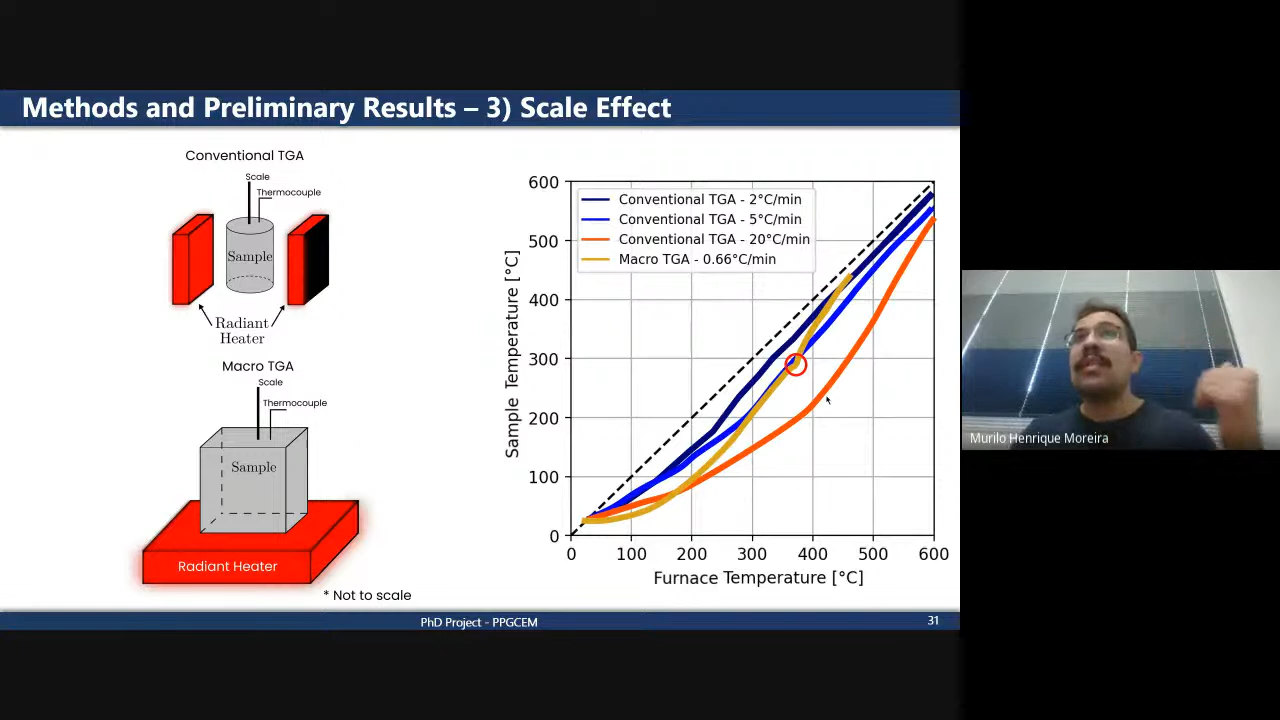 Methods and Preliminary Results – 3) Scale Effect
Conventional TGA
Scale
Thermocouple
Sample
Radiant
Heater
Macro TGA
Scale
Thermocouple
Sample
Radiant Heater
* Not to scale
Sample Temperature [°C]
600
500
400
300
200
100
0
Conventional TGA - 2°C/min
Conventional TGA - 5°C/min
Conventional TGA - 20°C/min
Macro TGA - 0.66°C/min
0 100 200 300 400 500 600
Furnace Temperature [°C]
PhD Project - PPGCEM
31
Murilo Henrique Moreira